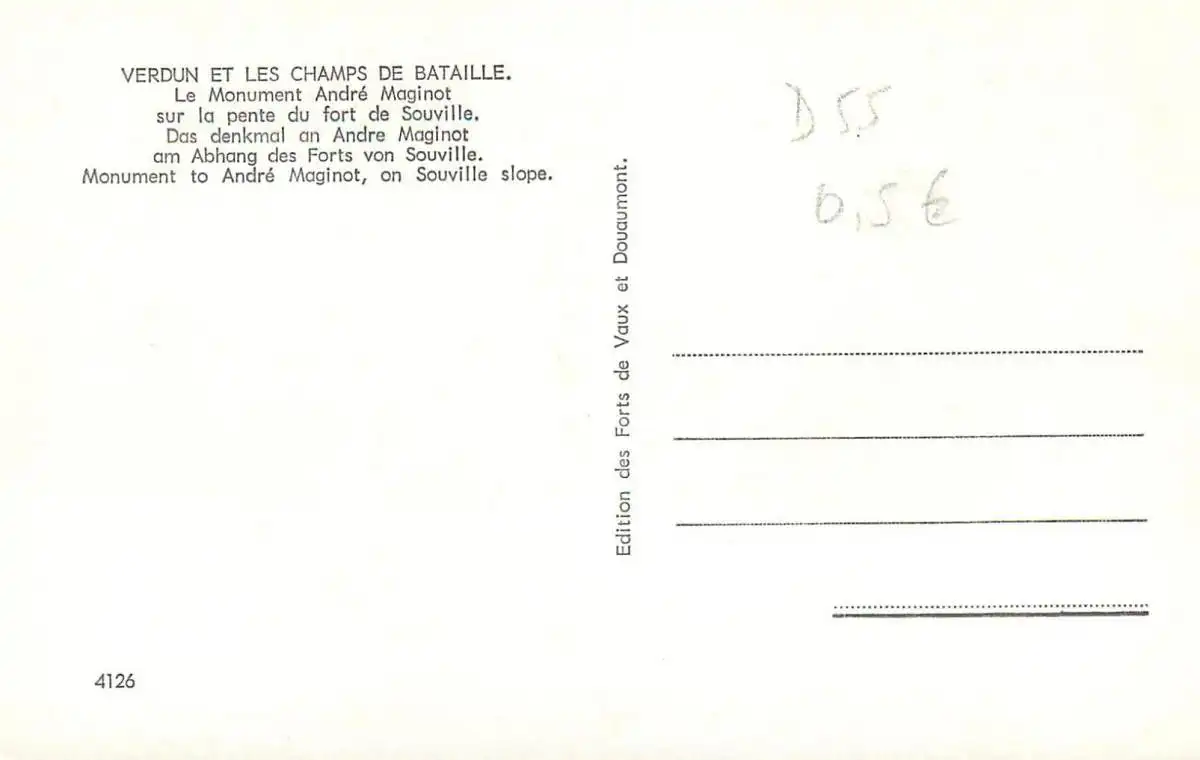 VERDUN ET LES CHAMPS DE BATAILLE.
Le Monument André Maginot
sur la pente du fort de Souville.
Das denkmal an Andre Maginot
am Abhang des Forts von Souville.
Monument to André Maginot, on Souville slope.
4126
Edition des Forts de Vaux et Douaumont.
D 55
0,5 €